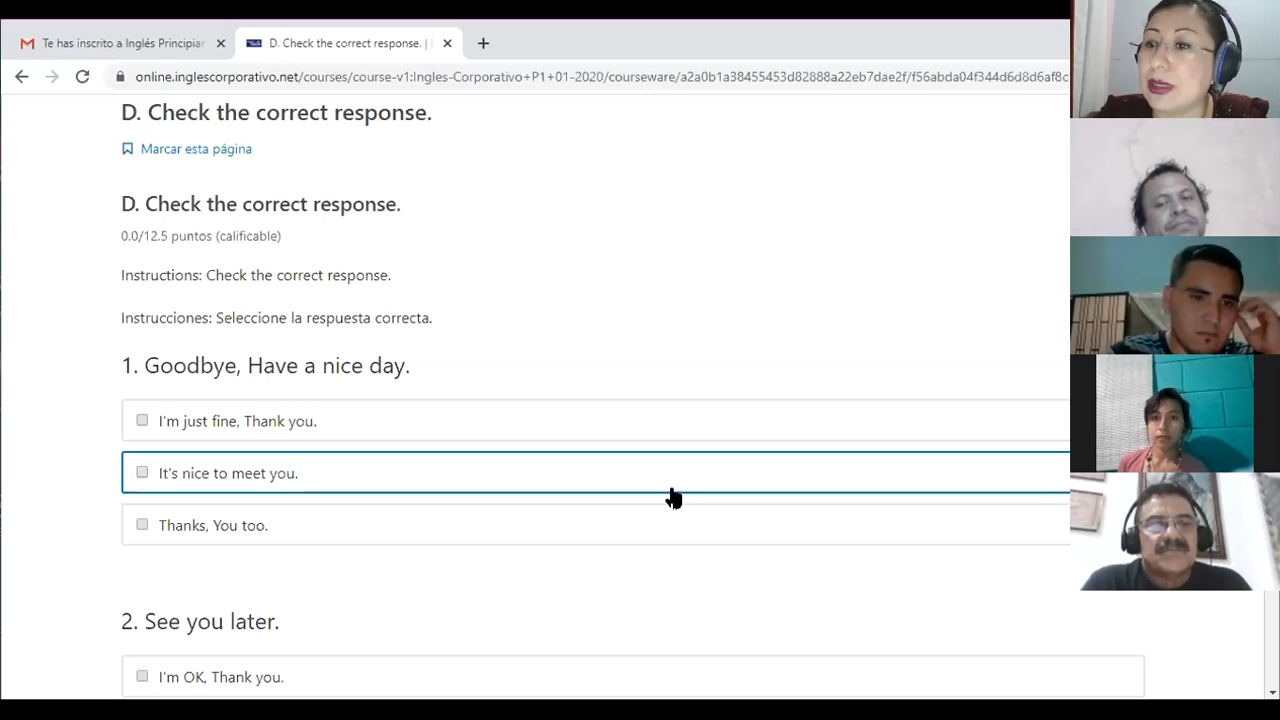 Te has inscrito a Inglés Principian
D. Check the correct response. |
online.inglescorporativo.net/courses/course-v1:Ingles-Corporativo+P1+01-2020/courseware/a2a0b1a38455453d82888a22eb7dae2f/f56abda04f344d6d8d6af8c
D. Check the correct response.
Marcar esta página
D. Check the correct response.
0.0/12.5 puntos (calificable)
Instructions: Check the correct response.
Instrucciones: Seleccione la respuesta correcta.
1. Goodbye, Have a nice day.
I'm just fine, Thank you.
It's nice to meet you.
Thanks, You too.
2. See you later.
I'm OK, Thank you.